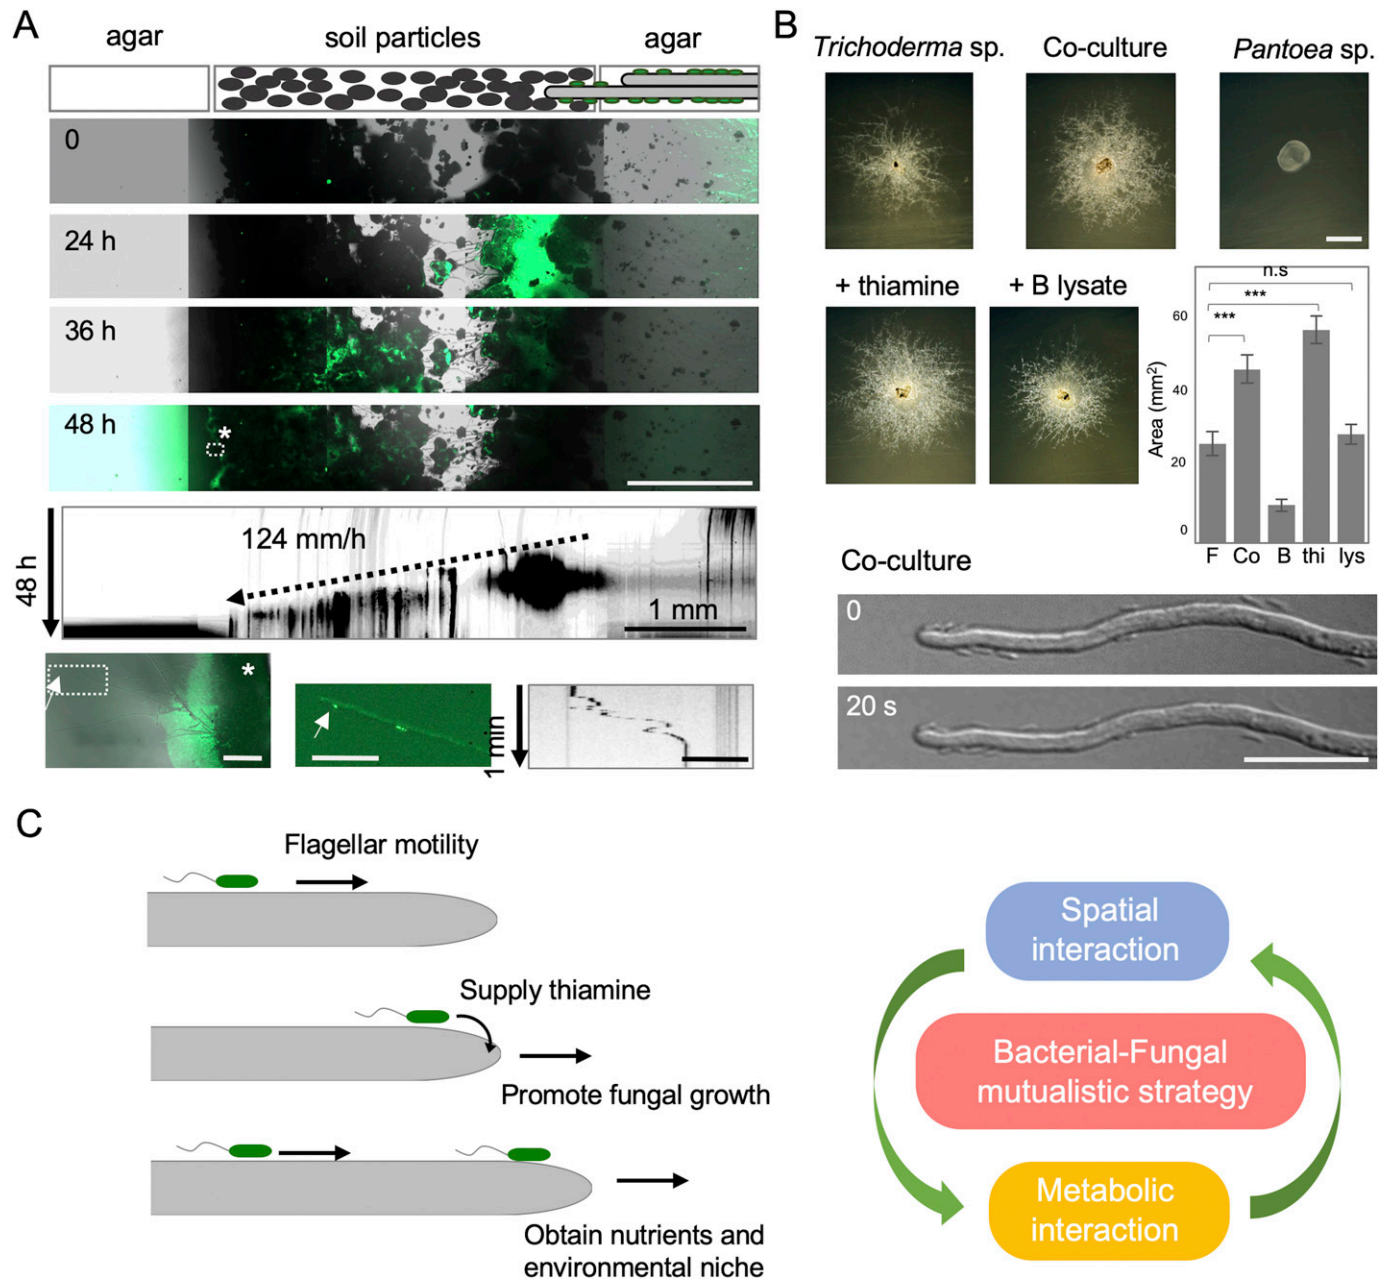 A
agar
soil particles
agar
0
24 h
36 h
48 h
*
48 h
124 mm/h
1 mm
*
1 min
B
Trichoderma sp.
Co-culture
Pantoea sp.
+ thiamine
+ B lysate
n.s
***
***
Area (mm²)
60
40
20
0
F Co B thi lys
Co-culture
0
20 s
C
Flagellar motility
Supply thiamine
Promote fungal growth
Obtain nutrients and
environmental niche
Spatial
interaction
Bacterial-Fungal
mutualistic strategy
Metabolic
interaction